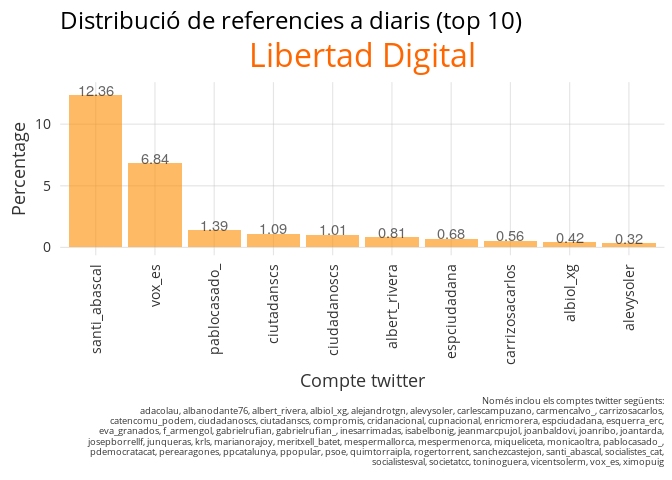 Distribució de referencies a diaris (top 10)
Libertad Digital
Percentage
10
5
0
12.36
6.84
1.39
1.09
1.01
0.81
0.68
0.56
0.42
0.32
santi_abascal
vox_es
pablocasado_
ciutadanscs
ciudadanoscs
albert_rivera
espciudadana
carrizosacarlos
albiol_xg
alevysoler
Compte twitter
Només inclou els comptes twitter següents:
adacolau, albanodante76, albert_rivera, albiol_xg, alejandrotgn, alevysoler, carlescampuzano, carmencalvo_, carrizosacarlos,
catencomu_podem, ciudadanoscs, ciutadanscs, compromis, cridanacional, cupnacional, enricmorera, espciudadana, esquerra_erc,
eva_granados, f_armengol, gabrielrufian, gabrielrufian_, inesarrimadas, isabelbonig, jeanmarcpujol, joanbaldovi, joanribo, joantarda,
josepborrellf, junqueras, krls, marianorajoy, meritxell_batet, mespermallorca, mespermenorca, miqueliceta, monicaoltra, pablocasado_,
pdemocratacat, perearagones, ppcatalunya, ppopular, psoe, quimtorraipla, rogertorrent, sanchezcastejon, santi_abascal, socialistes_cat,
socialistesval, societatcc, toninoguera, vicentsolerm, vox_es, ximopuig